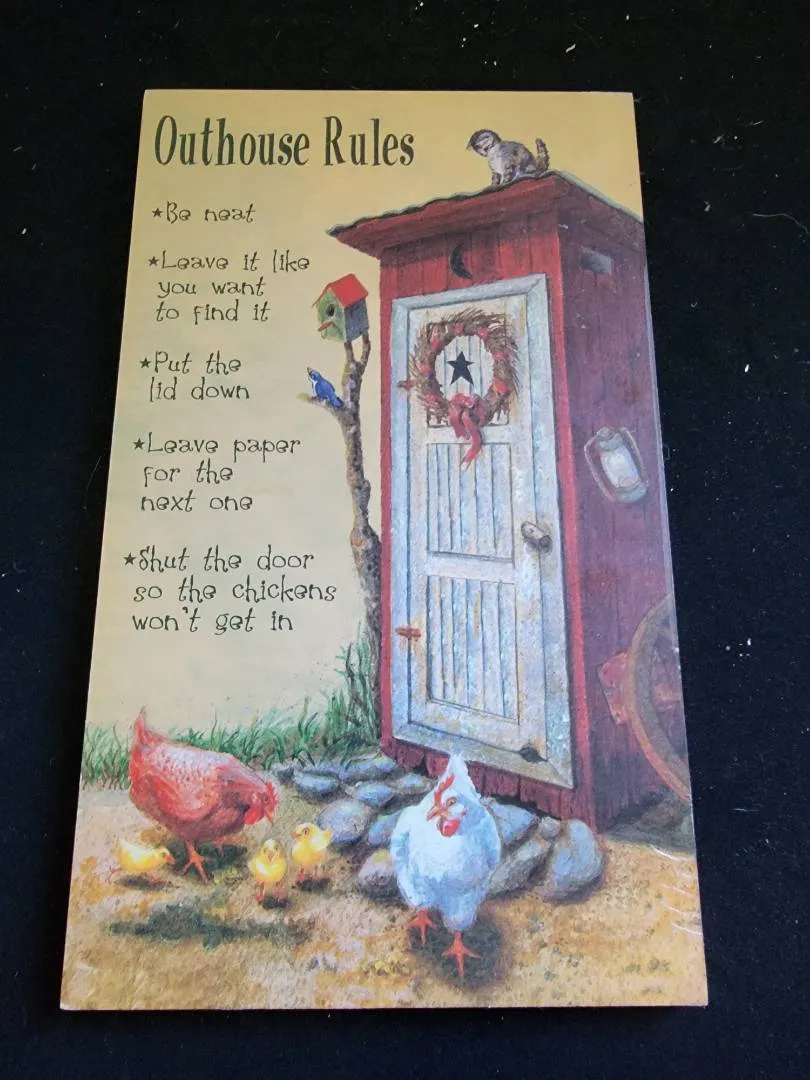 Outhouse Rules
★Be neat
★Leave it like
you want
to find it
★Put the
lid down
★Leave paper
for the
next one
★Shut the door
so the chickens
won't get in